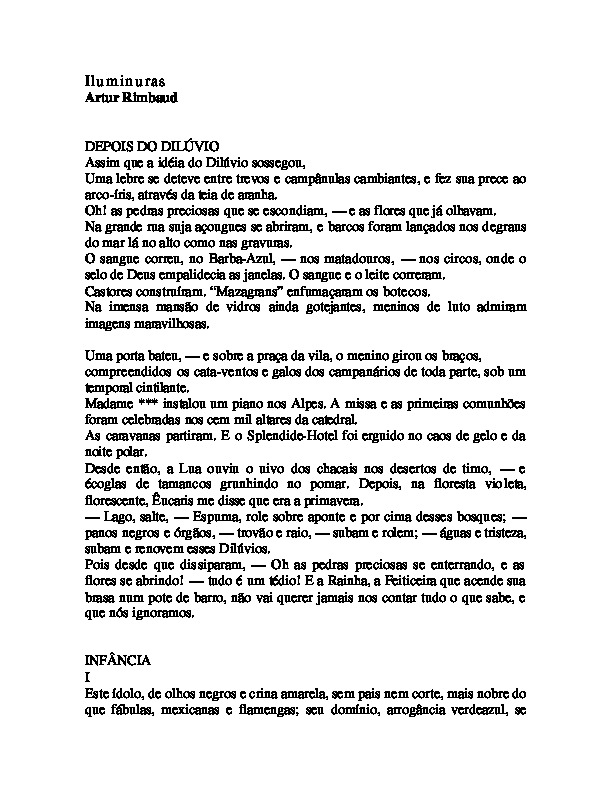 Iluminuras
Artur Rimbaud
DEPOIS DO DILÚVIO
Assim que a idéia do Dilúvio sossegou,
Uma lebre se deteve entre trevos e campânulas cambiantes, e fez sua prece ao
arco-íris, através da teia de aranha.
Oh! as pedras preciosas que se escondiam, — e as flores que já olhavam.
Na grande rua suja açougues se abriram, e barcos foram lançados nos degraus
do mar lá no alto como nas gravuras.
O sangue correu, no Barba-Azul, — nos matadouros, — nos circos, onde o
selo de Deus empalidecia as janelas. O sangue e o leite correram.
Castores construíram. “Mazagrans” enfumaçaram os botecos.
Na imensa mansão de vidros ainda gotejantes, meninos de luto admiram
imagens maravilhosas.
Uma porta bateu, — e sobre a praça da vila, o menino girou os braços,
compreendidos os cata-ventos e galos dos campanários de toda parte, sob um
temporal cintilante.
Madame *** instalou um piano nos Alpes. A missa e as primeiras comunhões
foram celebradas nos cem mil altares da catedral.
As caravanas partiram. E o Splendide-Hotel foi erguido no caos de gelo e da
noite polar.
Desde então, a Lua ouviu o uivo dos chacais nos desertos de timo, — e
écoglas de tamancos grunhindo no pomar. Depois, na floresta violeta,
florescente, Êucaris me disse que era a primavera.
— Lago, salte, — Espuma, role sobre aponte e por cima desses bosques; —
panos negros e órgãos, — trovão e raio, — subam e rolem; — águas e tristeza,
subam e renovem esses Dilúvios.
Pois desde que dissiparam, — Oh as pedras preciosas se enterrando, e as
flores se abrindo! — tudo é um tédio! E a Rainha, a Feiticeira que acende sua
brasa num pote de barro, não vai querer jamais nos contar tudo o que sabe, e
que nós ignoramos.
INFÂNCIA
I
Este ídolo, de olhos negros e crina amarela, sem pais nem corte, mais nobre do
que fábulas, mexicanas e flamengas; seu domínio, arrogância verdeazul, se